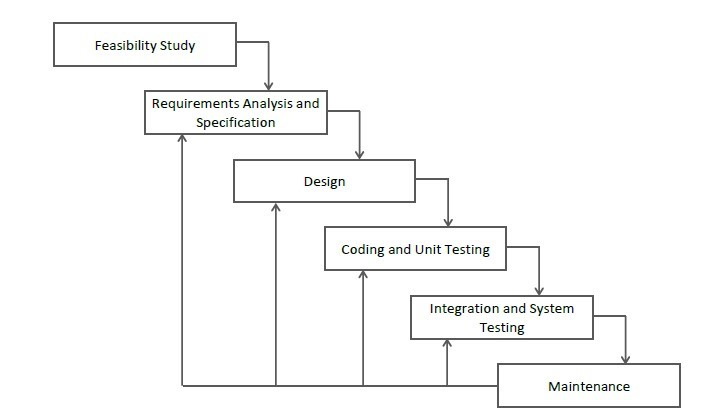 Feasibility Study
Requirements Analysis and
Specification
Design
Coding and Unit Testing
Integration and System
Testing
Maintenance